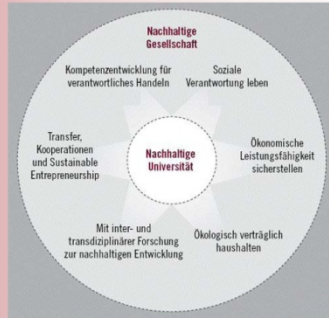 Nachhaltige
Gesellschaft
Kompetenzentwicklung für
verantwortliches Handeln
Soziale
Verantwortung leben
Transfer,
Kooperationen
und Sustainable
Entrepreneurship
Nachhaltige
Universität
Ökonomische
Leistungsfähigkeit
sicherstellen
Mit inter- und
transdiziplinärer Forschung
zur nachhaltigen Entwicklung
Ökologisch verträglich
haushalten